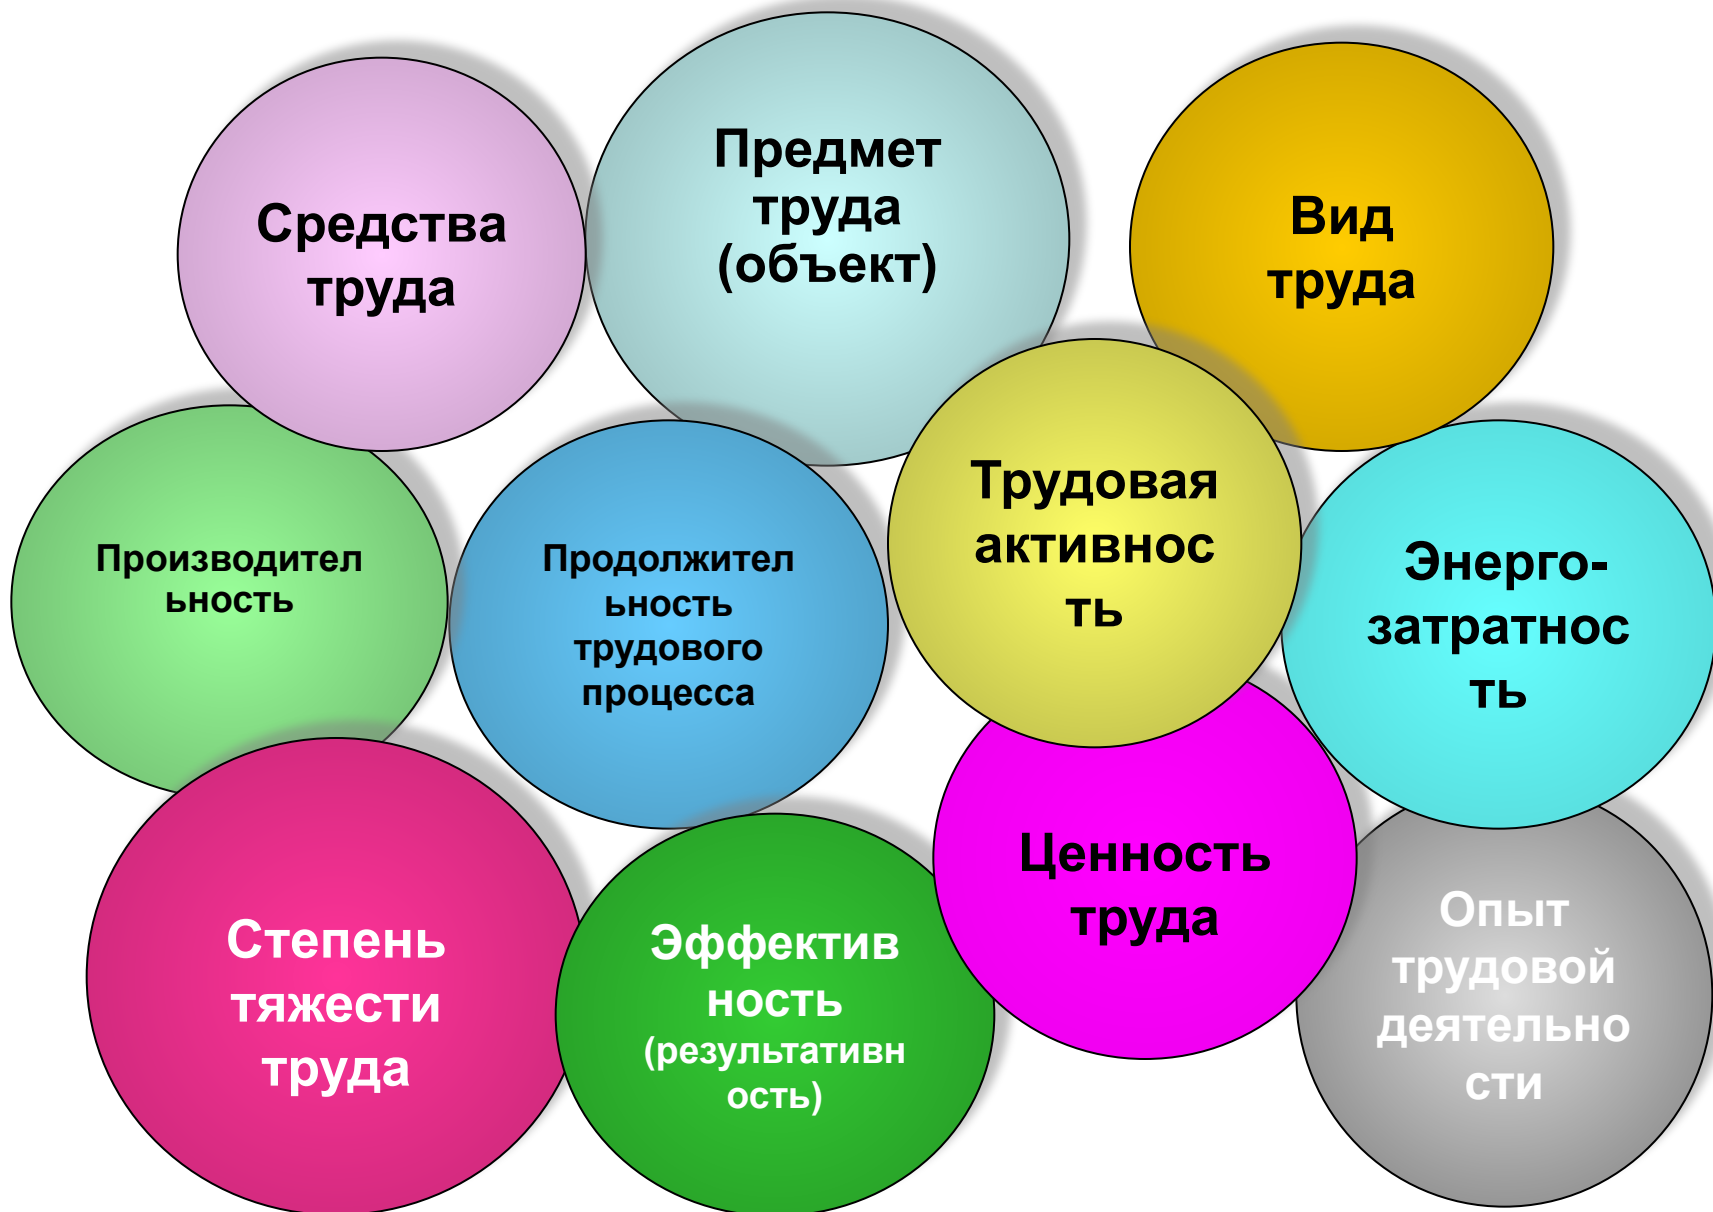 Средства
труда
Предмет
труда
(объект)
Вид
труда
Производител
ьность
Продолжител
ьность
трудового
процесса
Трудовая
активнос
ть
Энерго-
затратнос
ть
Степень
тяжести
труда
Эффектив
ность
(результативн
ость)
Ценность
труда
Опыт
трудовой
деятельно
сти